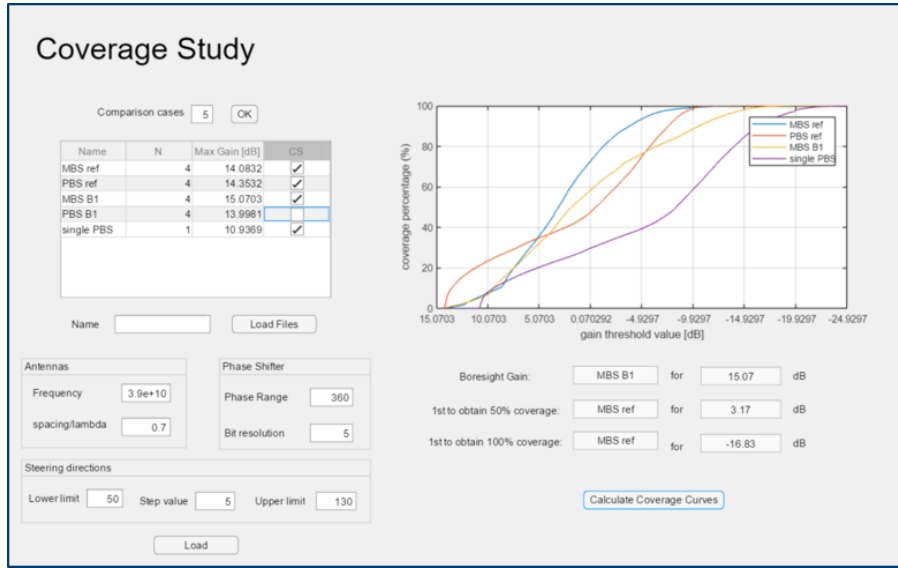 Coverage Study
Comparison cases 5 OK
Name N Max Gain [dB] CS
MBS ref 4 14.0832
PBS ref 4 14.3532
MBS B1 4 15.0703
PBS B1 4 13.9981
single PBS 1 10.9369
Name Load Files
Antennas
Frequency 3.9e+10
spacing/lambda 0.7
Phase Shifter
Phase Range 360
Bit resolution 5
Steering directions
Lower limit 50 Step value 5 Upper limit 130
Load
coverage percentage (%)
100
80
60
40
20
0
15.0703 10.0703 5.0703 0.070292 -4.9297 -9.9297 -14.9297 -19.9297 -24.9297
gain threshold value [dB]
MBS ref
PBS ref
MBS B1
single PBS
Boresight Gain: MBS B1 for 15.07 dB
1st to obtain 50% coverage: MBS ref for 3.17 dB
1st to obtain 100% coverage: MBS ref for -16.83 dB
Calculate Coverage Curves